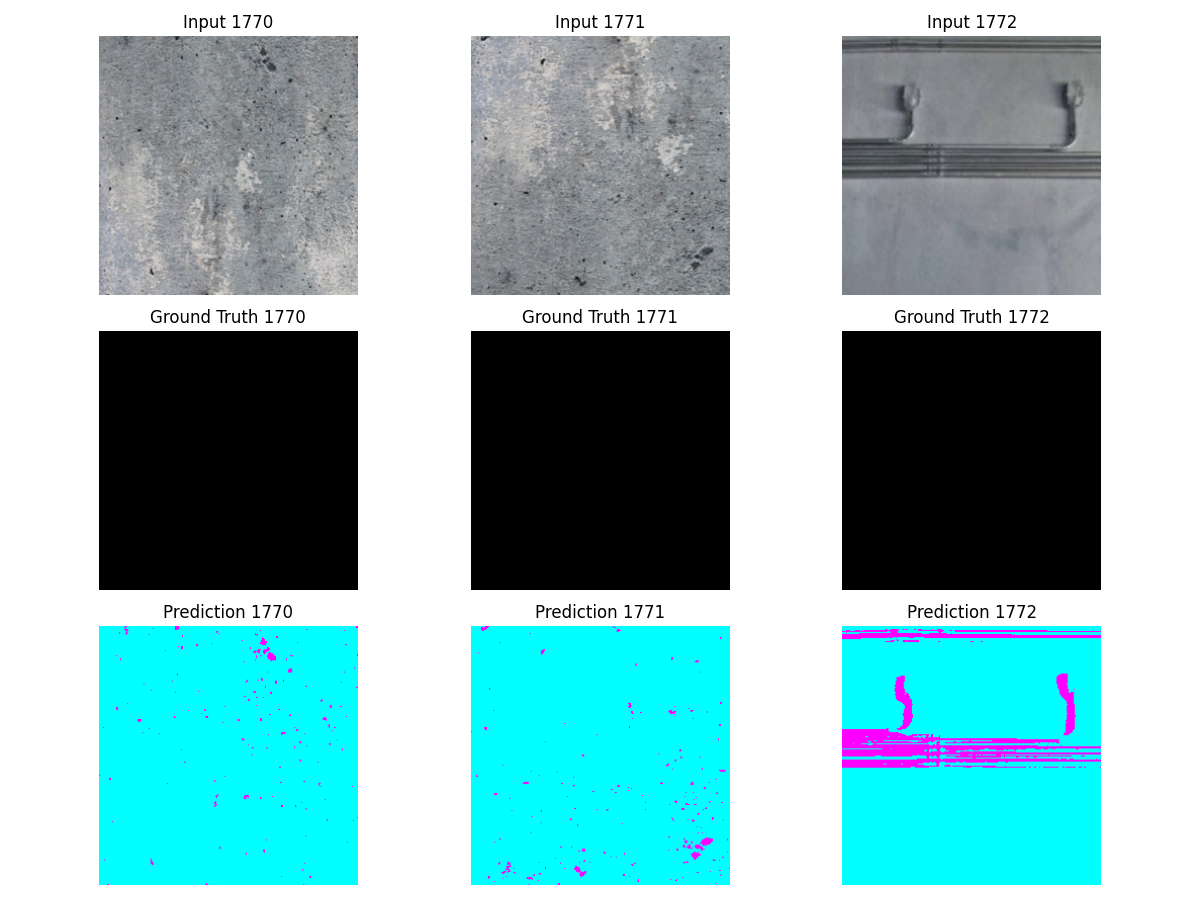 Input 1770
Input 1771
Input 1772
Ground Truth 1770
Ground Truth 1771
Ground Truth 1772
Prediction 1770
Prediction 1771
Prediction 1772